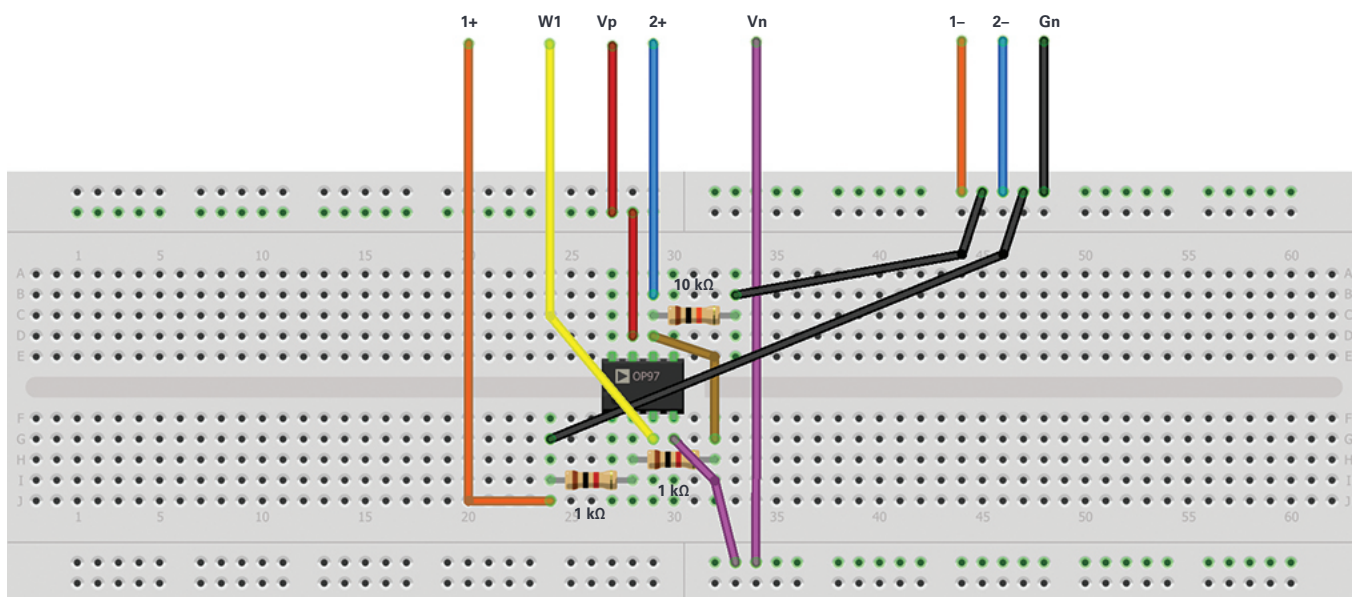 1+ W1 Vp 2+ Vn 1– 2– Gn
1 5 10 15 20 25 30 35 40 45 50 55 60
A A
B B
10 kΩ
C C
D D
E E
OP97
F F
G G
H H
I I
1 kΩ
J J
1 kΩ
1 5 10 15 20 25 30 35 40 45 50 55 60